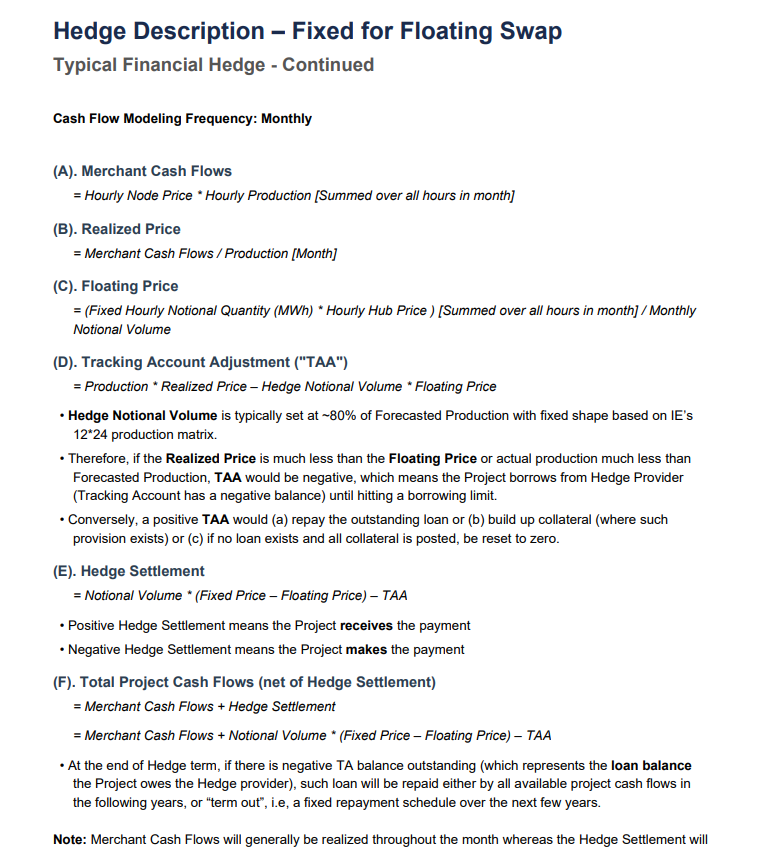 Hedge Description – Fixed for Floating Swap
Typical Financial Hedge - Continued
Cash Flow Modeling Frequency: Monthly
(A). Merchant Cash Flows
= Hourly Node Price * Hourly Production [Summed over all hours in month]
(B). Realized Price
= Merchant Cash Flows / Production [Month]
(C). Floating Price
= (Fixed Hourly Notional Quantity (MWh) * Hourly Hub Price ) [Summed over all hours in month] / Monthly
Notional Volume
(D). Tracking Account Adjustment ("TAA")
= Production * Realized Price – Hedge Notional Volume * Floating Price
• Hedge Notional Volume is typically set at ~80% of Forecasted Production with fixed shape based on IE's
12*24 production matrix.
• Therefore, if the Realized Price is much less than the Floating Price or actual production much less than
Forecasted Production, TAA would be negative, which means the Project borrows from Hedge Provider
(Tracking Account has a negative balance) until hitting a borrowing limit.
• Conversely, a positive TAA would (a) repay the outstanding loan or (b) build up collateral (where such
provision exists) or (c) if no loan exists and all collateral is posted, be reset to zero.
(E). Hedge Settlement
= Notional Volume * (Fixed Price – Floating Price) – TAA
• Positive Hedge Settlement means the Project receives the payment
• Negative Hedge Settlement means the Project makes the payment
(F). Total Project Cash Flows (net of Hedge Settlement)
= Merchant Cash Flows + Hedge Settlement
= Merchant Cash Flows + Notional Volume * (Fixed Price – Floating Price) – TAA
• At the end of Hedge term, if there is negative TA balance outstanding (which represents the loan balance
the Project owes the Hedge provider), such loan will be repaid either by all available project cash flows in
the following years, or “term out”, i.e, a fixed repayment schedule over the next few years.
Note: Merchant Cash Flows will generally be realized throughout the month whereas the Hedge Settlement will